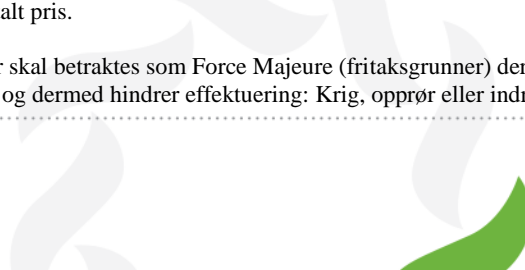 alt pris.
skal betraktes som Force Majeure (fritaksgrunner) der
og dermed hindrer effektuering: Krig, opprør eller indr